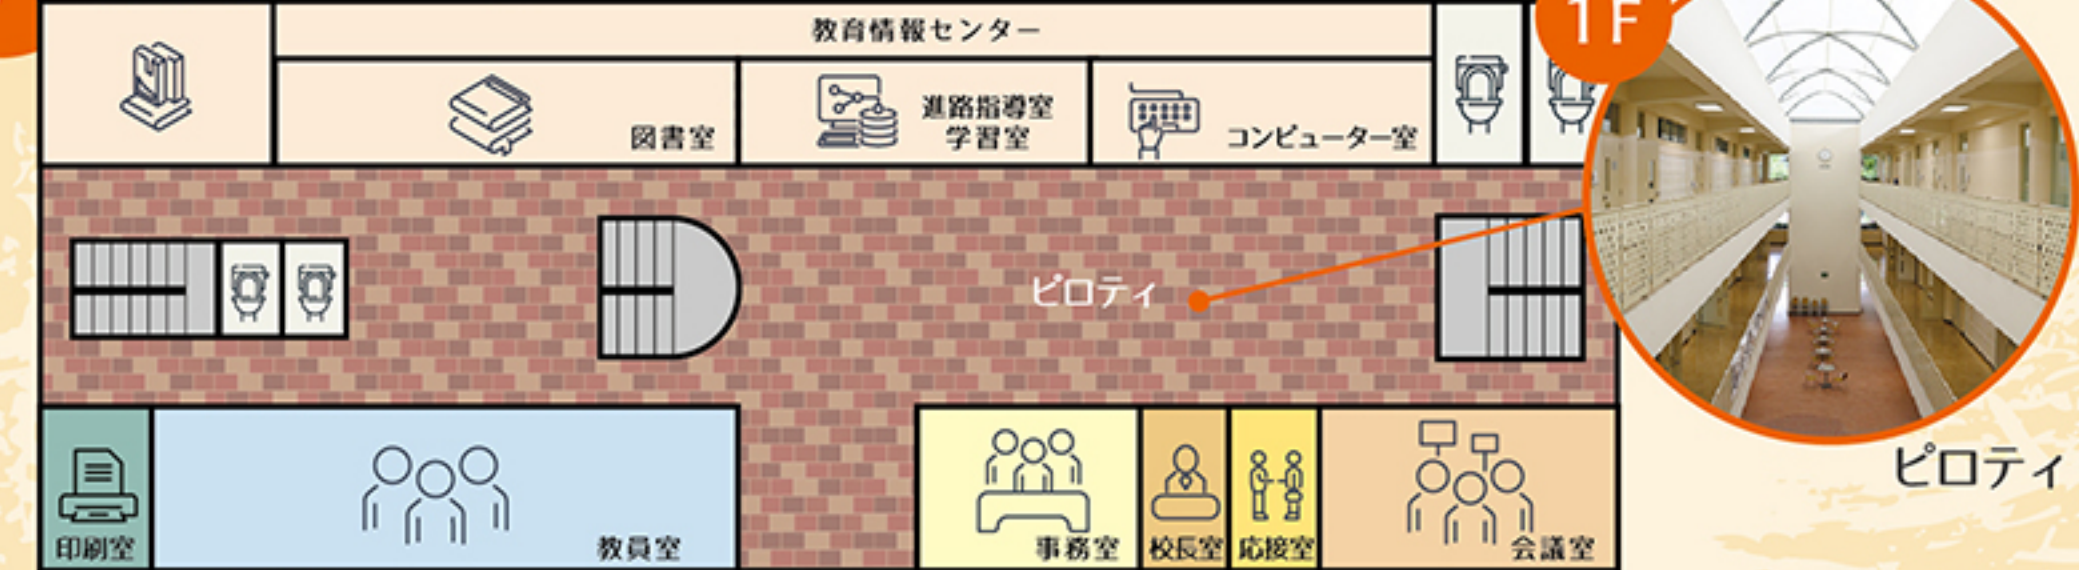 教育情報センター
1F
図書室
進路指導室
学習室
コンピューター室
ピロティ
ピロティ
印刷室
教員室
事務室
校長室
応接室
会議室